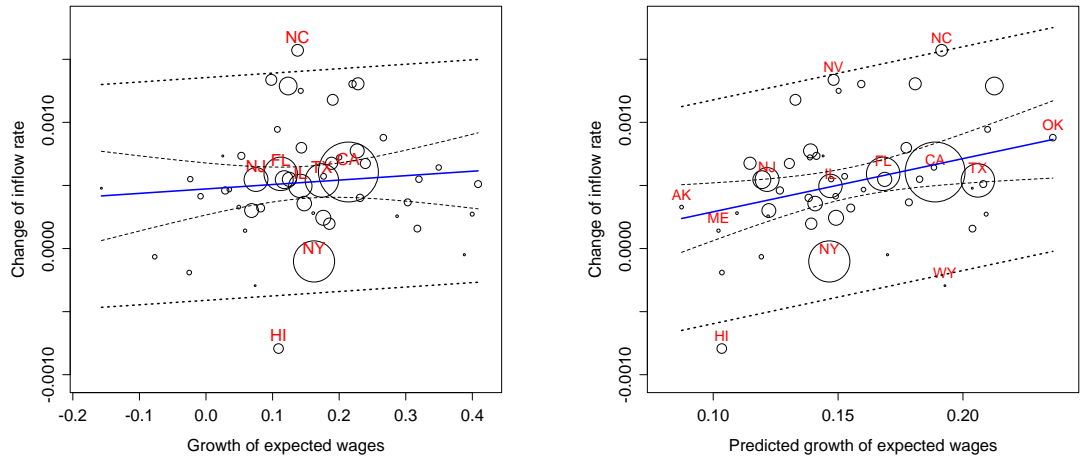 NC
NJ
FL
IL
TX
CA
NY
HI
0.0010
0.0000
-0.0010
Change of inflow rate
-0.2
-0.1
0.0
0.1
0.2
0.3
0.4
Growth of expected wages
NC
NV
OK
NJ
IL
FL
CA
TX
AK
ME
NY
WY
HI
0.0010
0.0000
-0.0010
Change of inflow rate
0.10
0.15
0.20
Predicted growth of expected wages